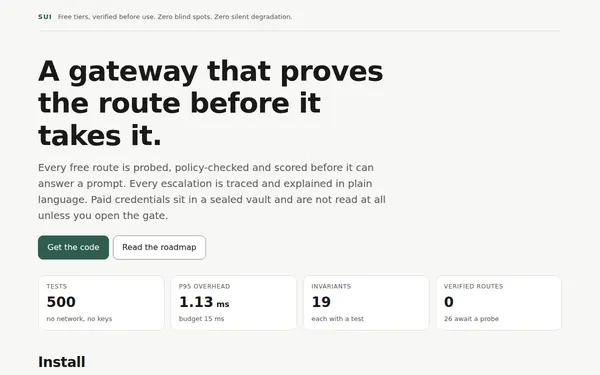 SUI Free tiers, verified before use. Zero blind spots. Zero silent degradation.
A gateway that proves
the route before it
takes it.
Every free route is probed, policy-checked and scored before it can
answer a prompt. Every escalation is traced and explained in plain
language. Paid credentials sit in a sealed vault and are not read at all
unless you open the gate.
Get the code Read the roadmap
TESTS P95 OVERHEAD INVARIANTS VERIFIED ROUTES
500 1.13 ms 19 0
no network, no keys budget 15 ms each with a test 26 await a probe
Install